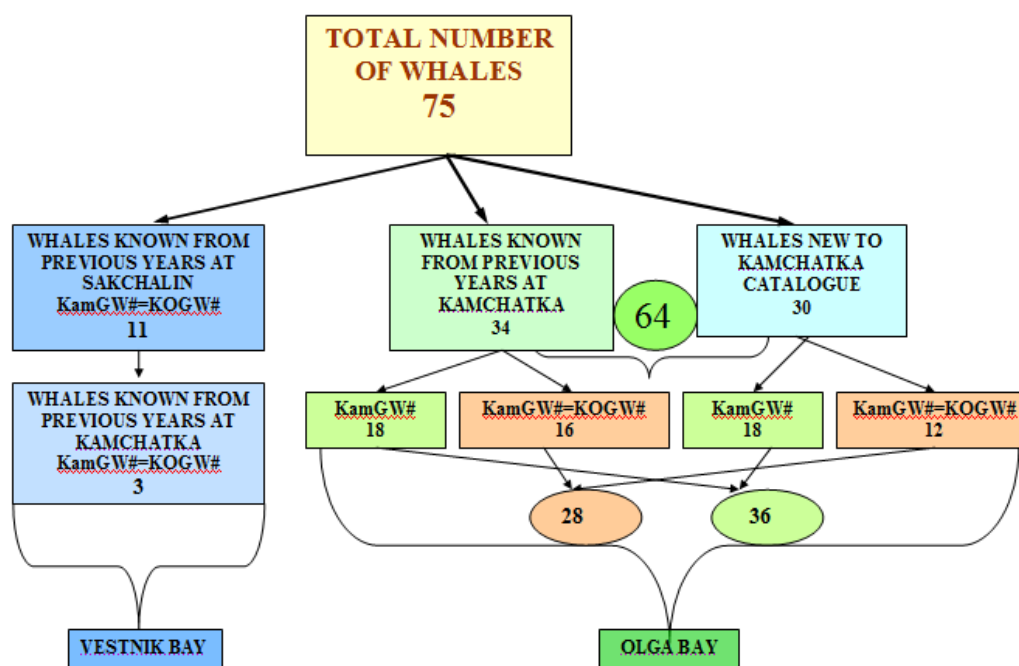 TOTAL NUMBER
OF WHALES
75
WHALES KNOWN FROM
PREVIOUS YEARS AT
SAKCHALIN
KamGW#=KOGW#
11
WHALES KNOWN
FROM PREVIOUS
YEARS AT
KAMCHATKA
34
64
WHALES NEW TO
KAMCHATKA
CATALOGUE
30
WHALES KNOWN FROM
PREVIOUS YEARS AT
KAMCHATKA
KamGW#=KOGW#
3
KamGW#
18
KamGW#=KOGW#
16
KamGW#
18
KamGW#=KOGW#
12
28
36
VESTNIK BAY
OLGA BAY